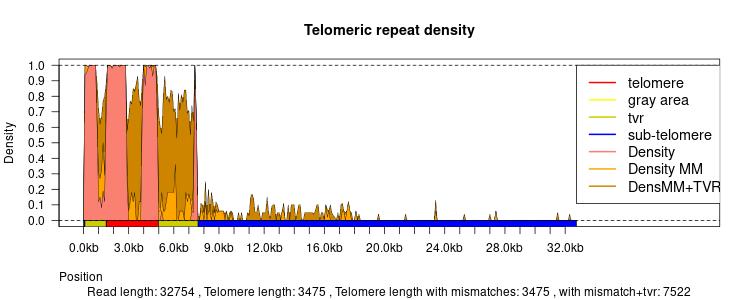 Telomeric repeat density
1.0
0.9
0.8
0.7
0.6
0.5
0.4
0.3
0.2
0.1
0.0
Density
telomere
gray area
tvr
sub-telomere
Density
Density MM
DensMM+TVR
0.0kb 3.0kb 6.0kb 9.0kb 12.0kb 16.0kb 20.0kb 24.0kb 28.0kb 32.0kb
Position
Read length: 32754 , Telomere length: 3475 , Telomere length with mismatches: 3475 , with mismatch+tvr: 7522